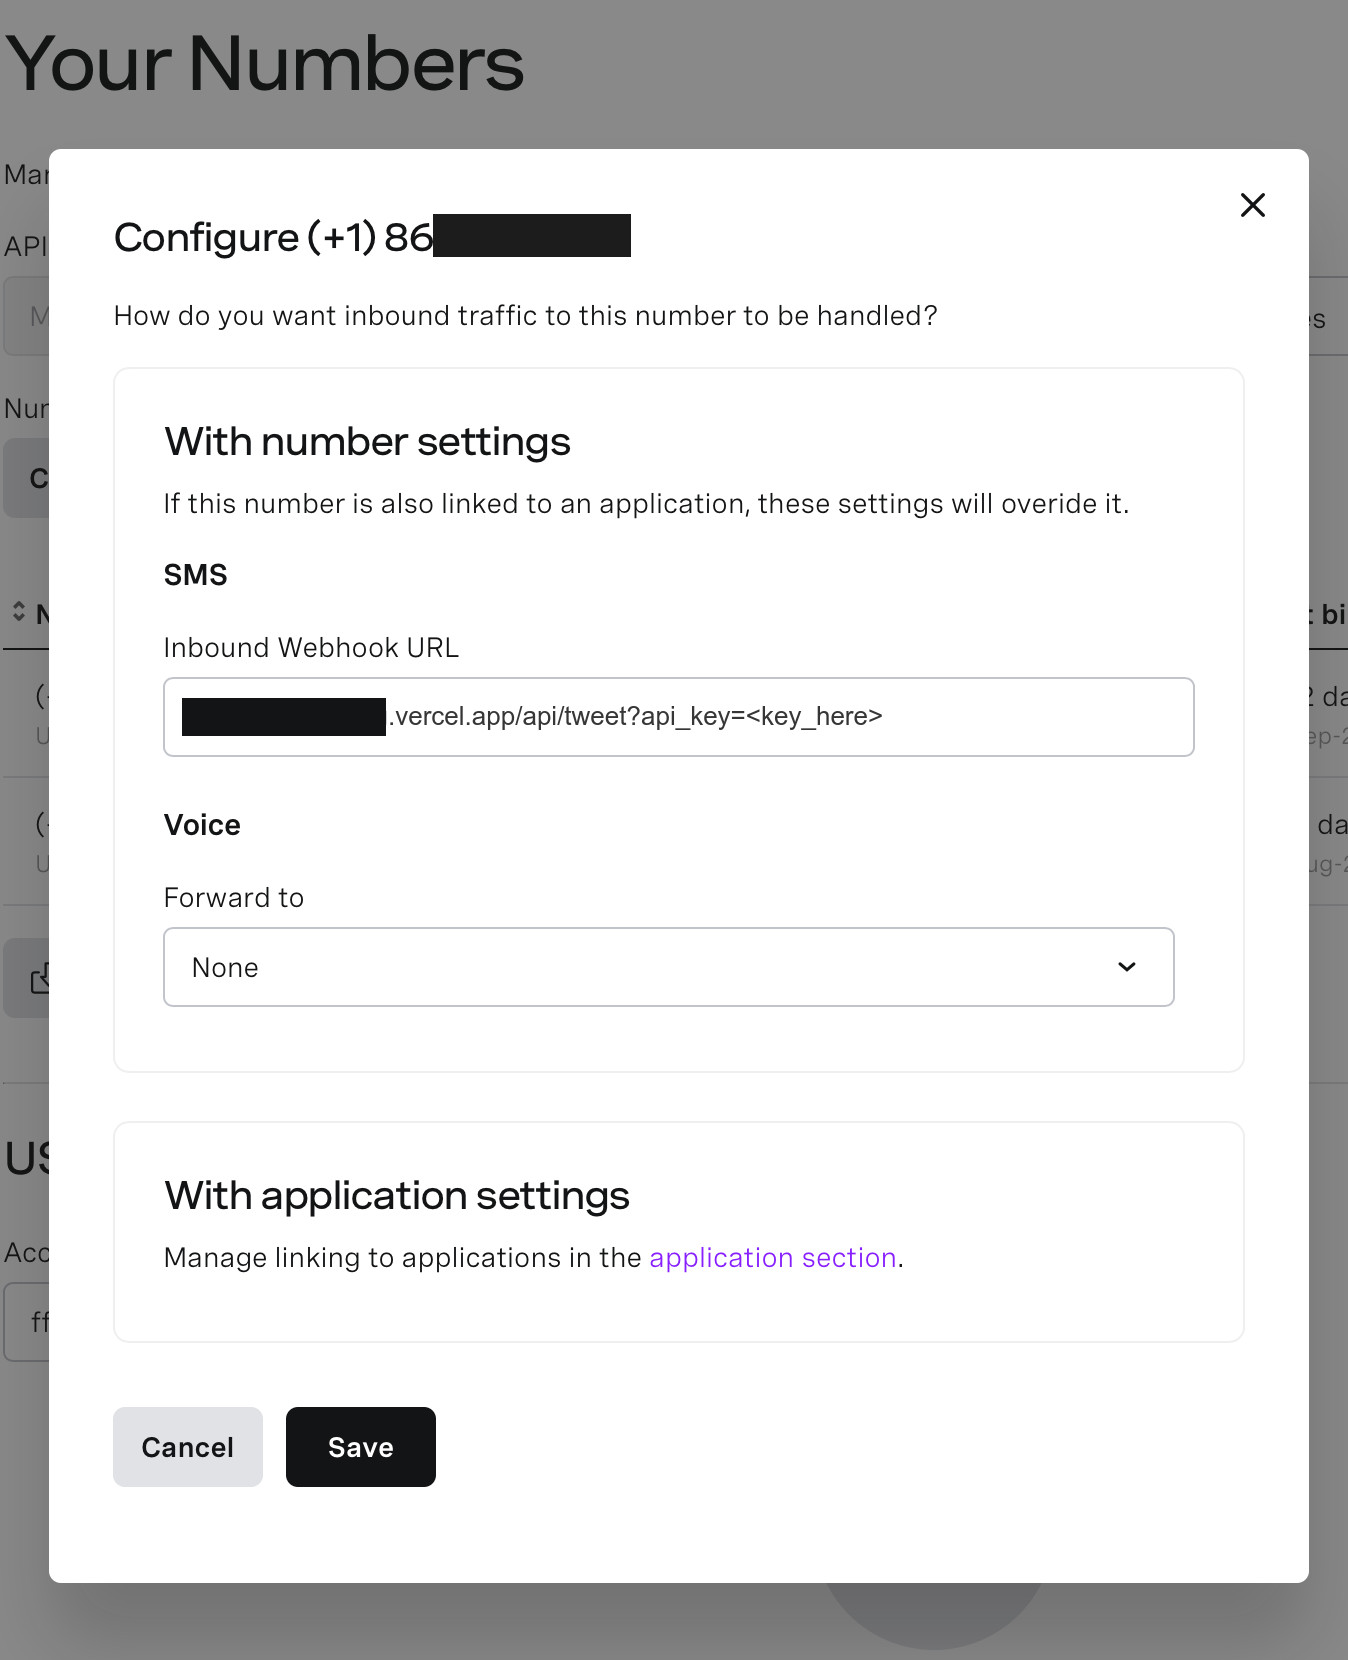 Your Numbers
Configure (+1) 86
How do you want inbound traffic to this number to be handled?
With number settings
If this number is also linked to an application, these settings will overide it.
SMS
Inbound Webhook URL
.vercel.app/api/tweet?api_key=<key_here>
Voice
Forward to
None
With application settings
Manage linking to applications in the application section.
Cancel
Save